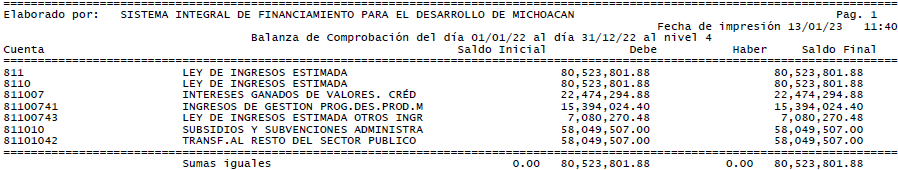 Elaborado por: SISTEMA INTEGRAL DE FINANCIAMIENTO PARA EL DESARROLLO DE MICHOACAN Pag. 1
Fecha de impresión 13/01/23 11:40
Balanza de Comprobación del día 01/01/22 al día 31/12/22 al nivel 4
Cuenta Saldo Inicial Debe Haber Saldo Final
811 LEY DE INGRESOS ESTIMADA 80,523,801.88 80,523,801.88
8110 LEY DE INGRESOS ESTIMADA 80,523,801.88 80,523,801.88
811007 INTERESES GANADOS DE VALORES. CRÉD 22,474,294.88 22,474,294.88
81100741 INGRESOS DE GESTION PROG.DES.PROD.M 15,394,024.40 15,394,024.40
81100743 LEY DE INGRESOS ESTIMADA OTROS INGR 7,080,270.48 7,080,270.48
811010 SUBSIDIOS Y SUBVENCIONES ADMINISTRA 58,049,507.00 58,049,507.00
81101042 TRANSF.AL RESTO DEL SECTOR PUBLICO 58,049,507.00 58,049,507.00
Sumas iguales 0.00 80,523,801.88 0.00 80,523,801.88